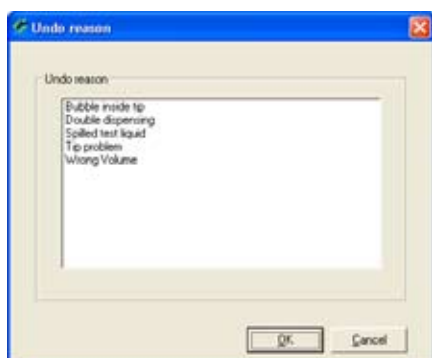 Undo reason
Undo reason
Bubble inside tip
Double dispensing
Spilled test liquid
Tip problem
Wrong Volume
OK
Cancel